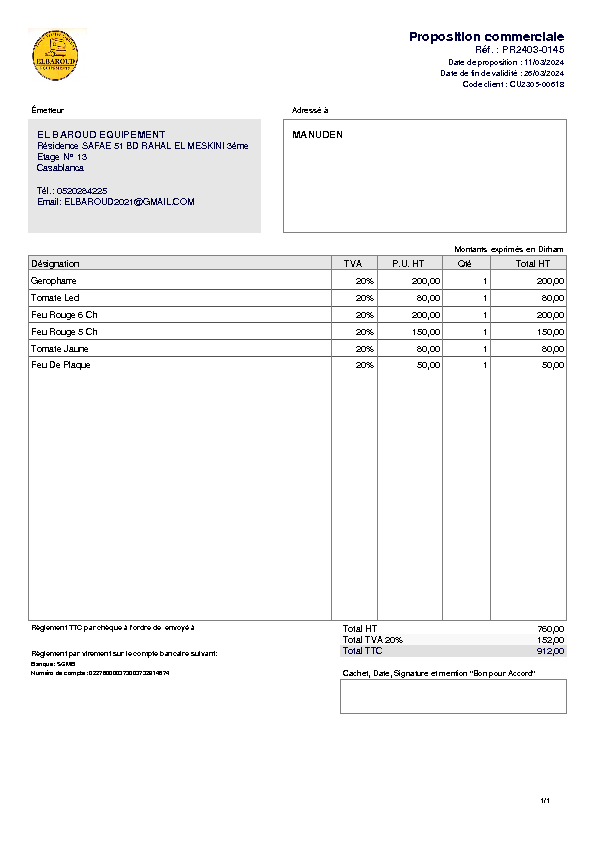 ELBAROUD
EQUIPEMENT
Proposition commerciale
Réf. : PR2403-0145
Date de proposition : 11/03/2024
Date de fin de validité : 26/03/2024
Code client : CU2305-00618
Émetteur
Adressé à
EL BAROUD EQUIPEMENT
Résidence SAFAE 51 BD RAHAL EL MESKINI 3éme
Etage N° 13
Casablanca
Tél.: 0520284225
Email: ELBAROUD2021@GMAIL.COM
MANUDEN
Montants exprimés en Dirham
Désignation TVA P.U. HT Qté Total HT
Geropharre 20% 200,00 1 200,00
Tomate Led 20% 80,00 1 80,00
Feu Rouge 6 Ch 20% 200,00 1 200,00
Feu Rouge 5 Ch 20% 150,00 1 150,00
Tomate Jaune 20% 80,00 1 80,00
Feu De Plaque 20% 50,00 1 50,00
Règlement TTC par chèque à l'ordre de envoyé à
Total HT 760,00
Total TVA 20% 152,00
Total TTC 912,00
Règlement par virement sur le compte bancaire suivant:
Banque: SGMB
Numéro de compte:
Cachet, Date, Signature et mention "Bon pour Accord"
1/1